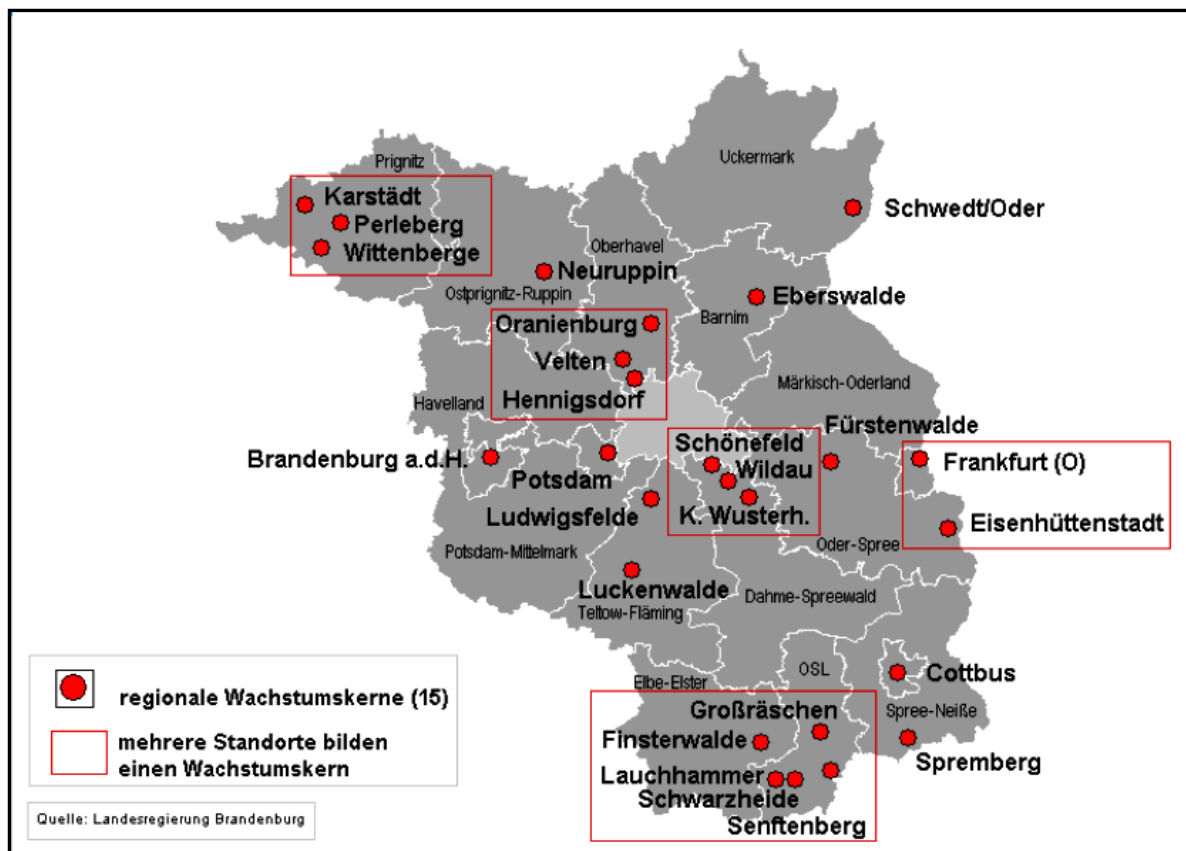 Prignitz
Karstädt
Perleberg
Wittenberge
Uckermark
Schwedt/Oder
Oberhavel
Neuruppin
Ostprignitz-Ruppin
Eberswalde
Barnim
Oranienburg
Velten
Hennigsdorf
Havelland
Märkisch-Oderland
Fürstenwalde
Brandenburg a.d.H.
Potsdam
Schönefeld
Wildau
K. Wusterh.
Frankfurt (O)
Eisenhüttenstadt
Ludwigsfelde
Oder-Spree
Potsdam-Mittelmark
Luckenwalde
Teltow-Fläming
Dahme-Spreewald
OSL
Cottbus
Elbe-Elster
Spree-Neiße
Großräschen
Finsterwalde
Spremberg
Lauchhammer
Schwarzheide
Senftenberg
regionale Wachstumskerne (15)
mehrere Standorte bilden
einen Wachstumskern
Quelle: Landesregierung Brandenburg